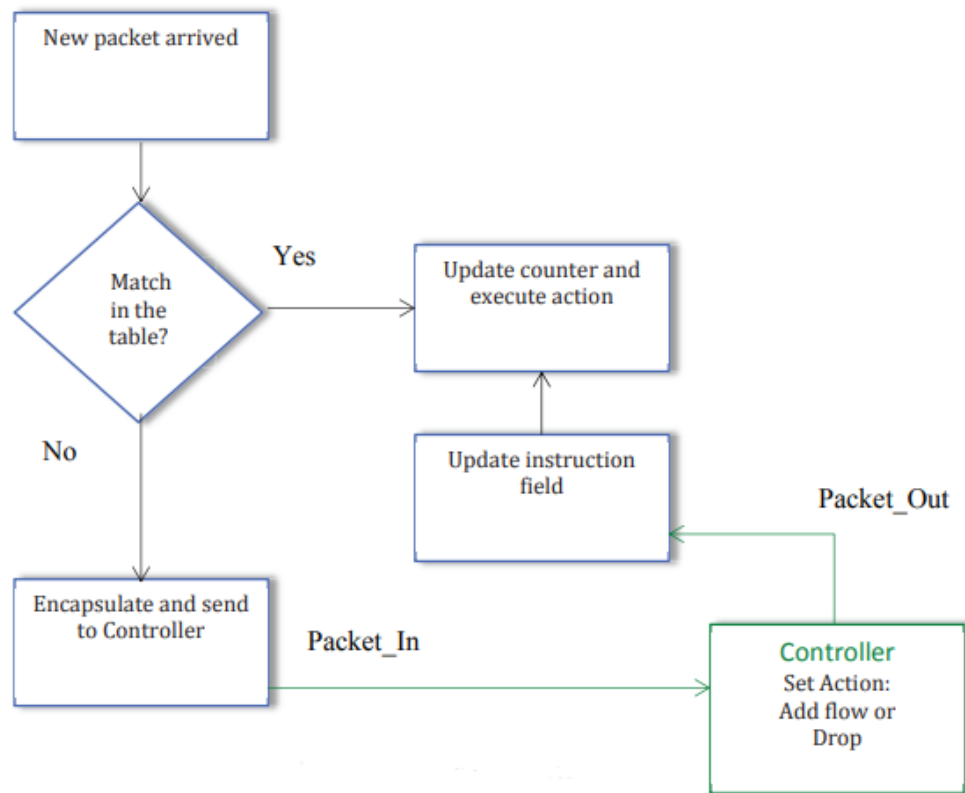 New packet arrived
Match
in the
table?
Yes
Update counter and
execute action
No
Update instruction
field
Packet_Out
Encapsulate and send
to Controller
Packet_In
Controller
Set Action:
Add flow or
Drop